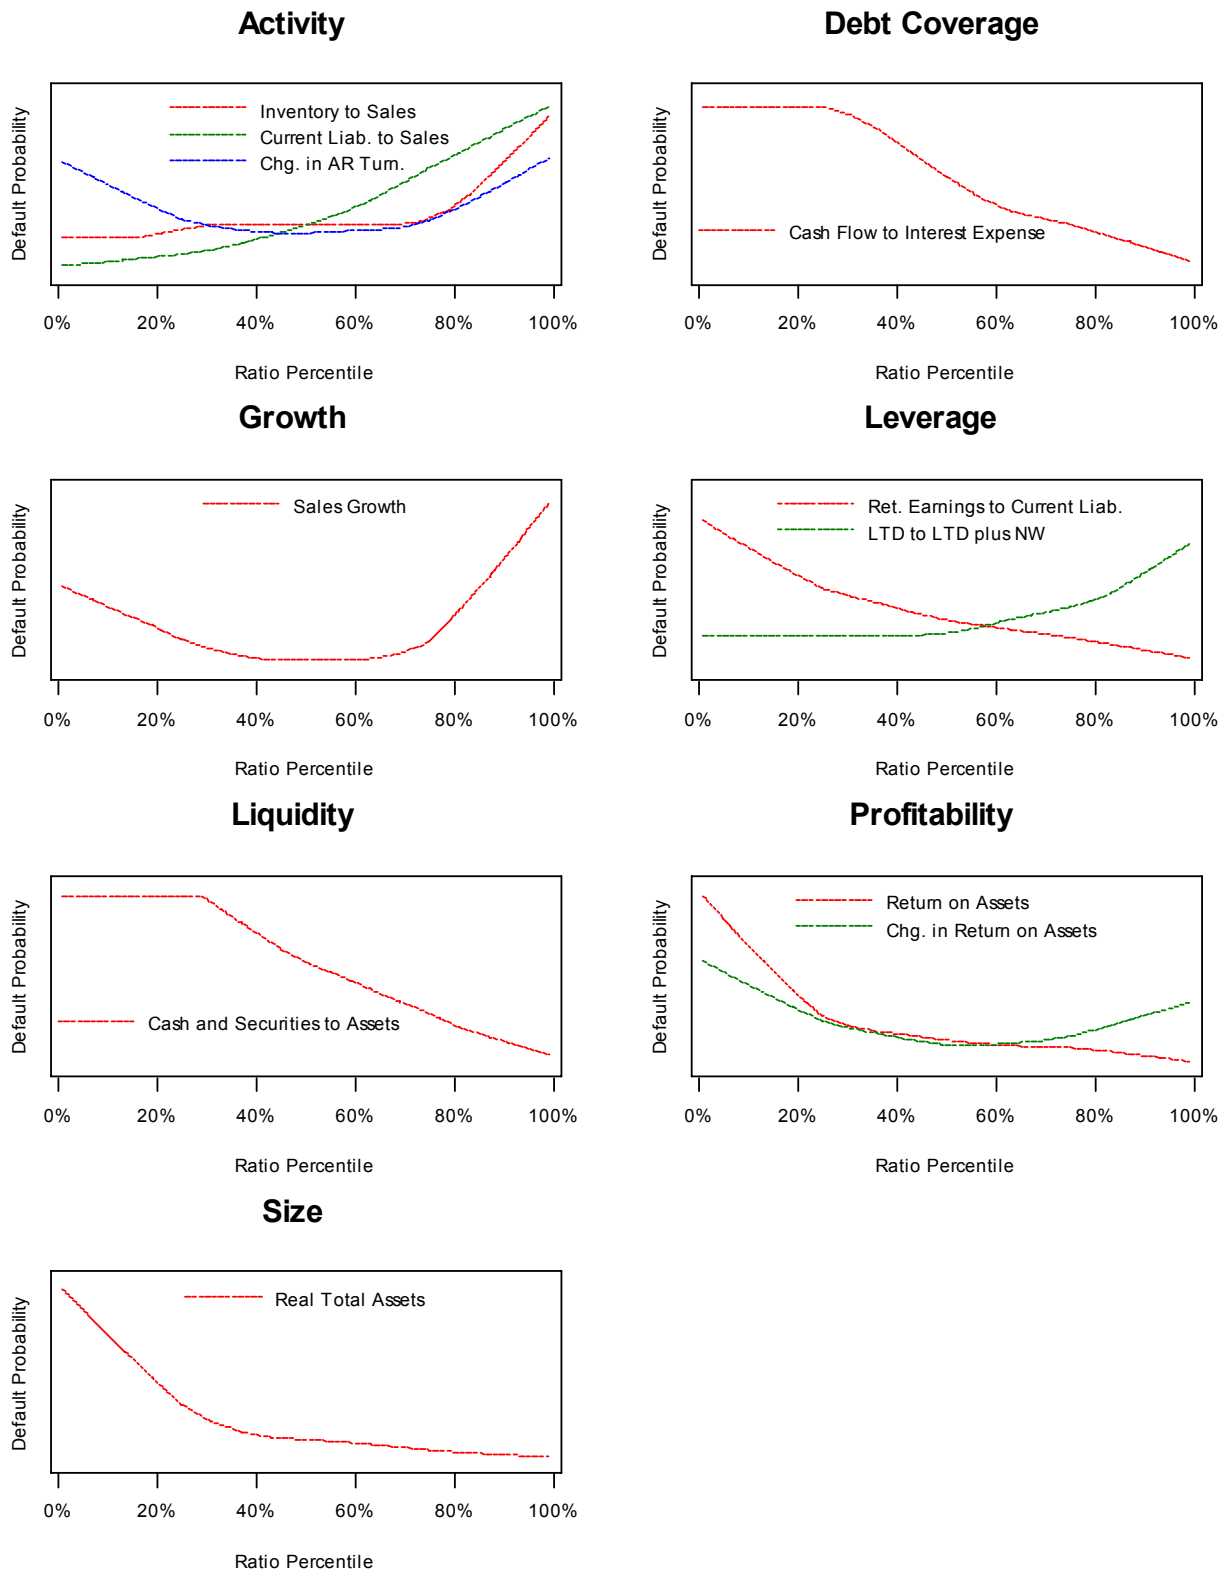 Activity
Default Probability
Inventory to Sales
Current Liab. to Sales
Chg. in AR Turn.
0% 20% 40% 60% 80% 100%
Ratio Percentile
Debt Coverage
Default Probability
Cash Flow to Interest Expense
0% 20% 40% 60% 80% 100%
Ratio Percentile
Growth
Default Probability
Sales Growth
0% 20% 40% 60% 80% 100%
Ratio Percentile
Leverage
Default Probability
Ret. Earnings to Current Liab.
LTD to LTD plus NW
0% 20% 40% 60% 80% 100%
Ratio Percentile
Liquidity
Default Probability
Cash and Securities to Assets
0% 20% 40% 60% 80% 100%
Ratio Percentile
Profitability
Default Probability
Return on Assets
Chg. in Return on Assets
0% 20% 40% 60% 80% 100%
Ratio Percentile
Size
Default Probability
Real Total Assets
0% 20% 40% 60% 80% 100%
Ratio Percentile